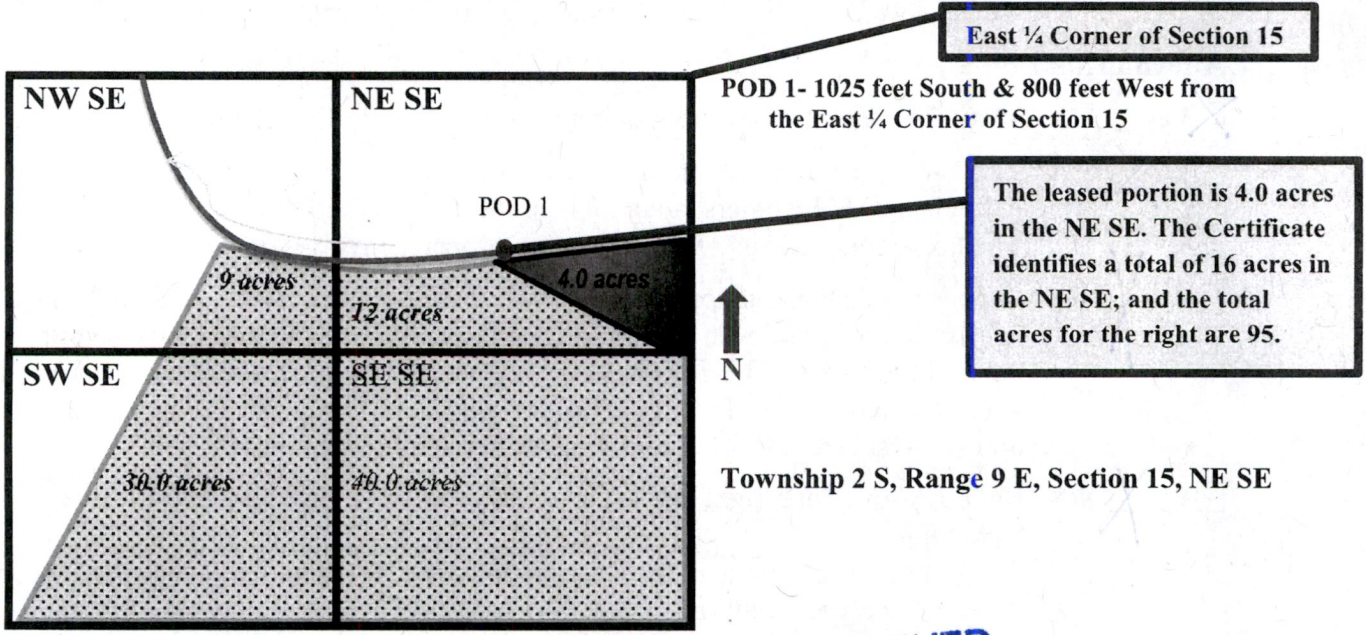 East ¼ Corner of Section 15
NW SE
NE SE
POD 1- 1025 feet South & 800 feet West from
the East ¼ Corner of Section 15
POD 1
The leased portion is 4.0 acres
in the NE SE. The Certificate
identifies a total of 16 acres in
the NE SE; and the total
acres for the right are 95.
9 acres
4.0 acres
12 acres
N
SW SE
SE SE
30.0 acres
40.0 acres
Township 2 S, Range 9 E, Section 15, NE SE